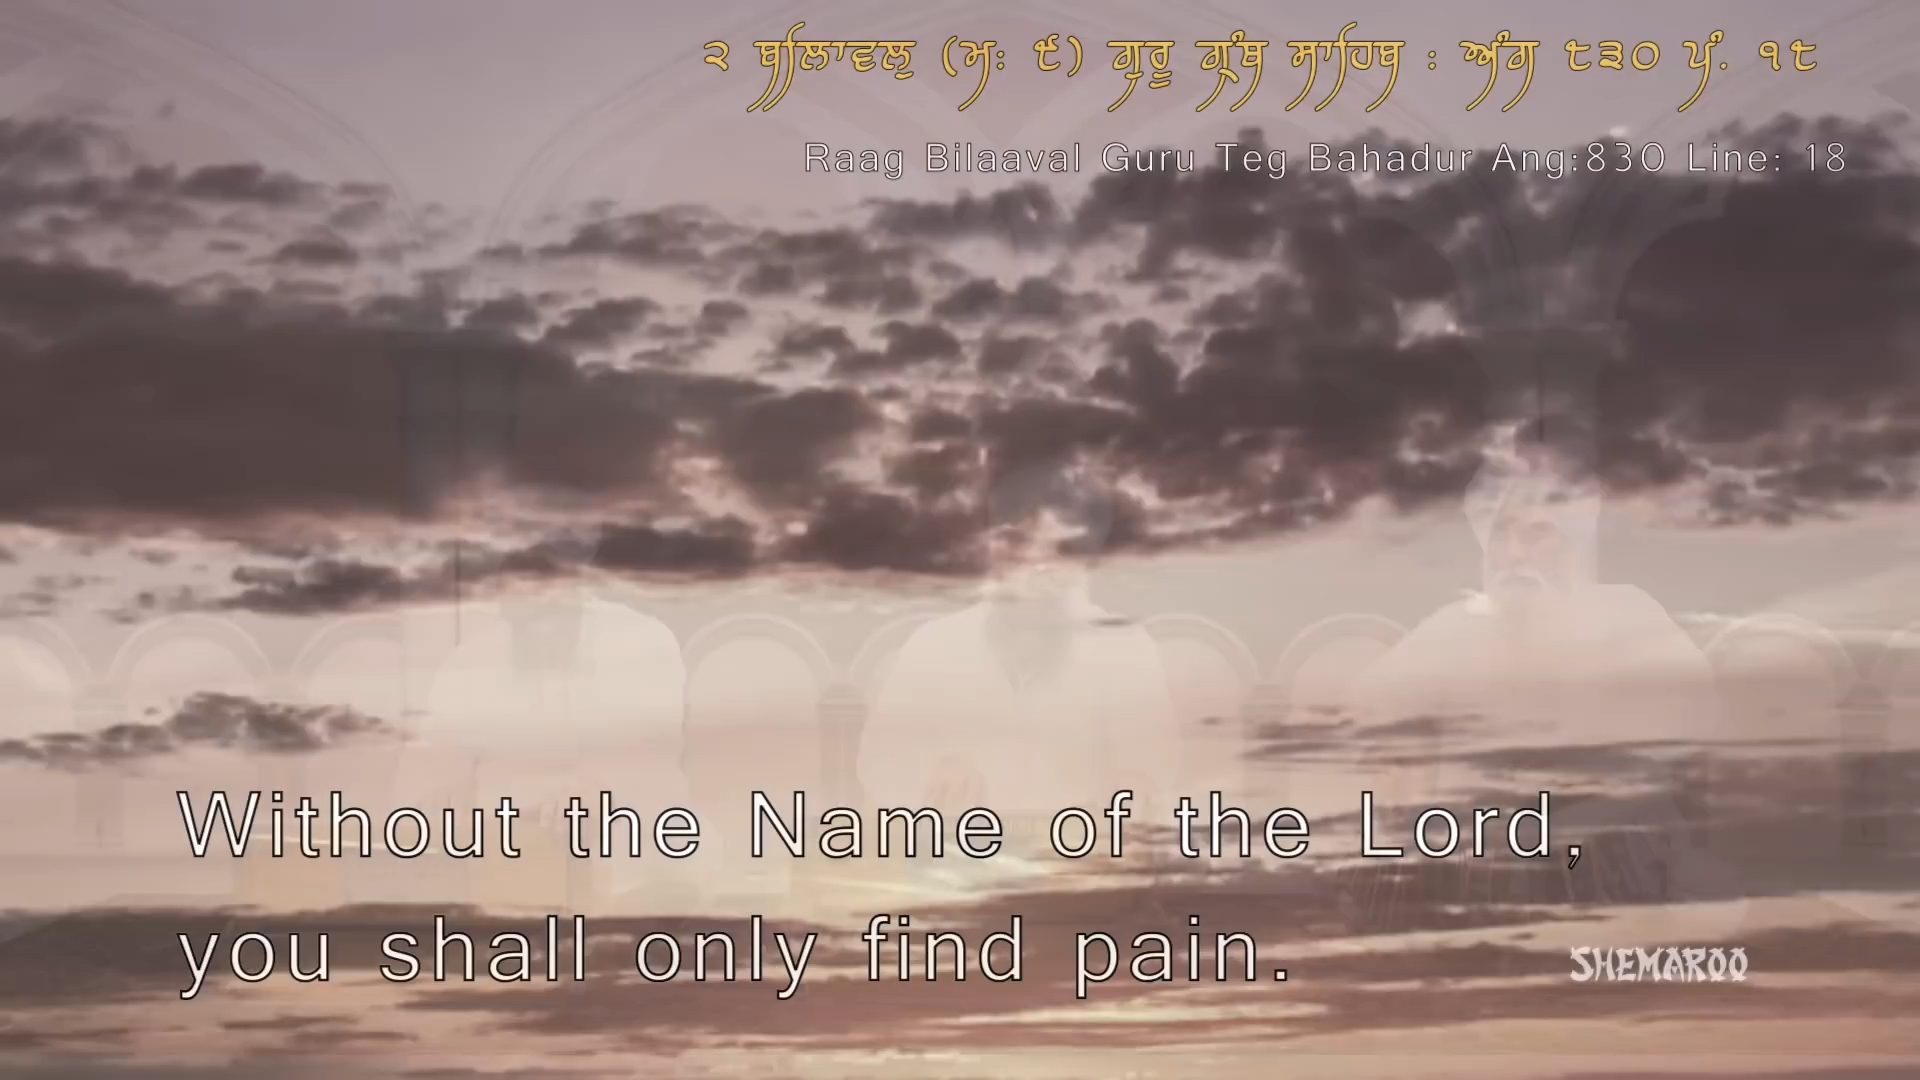 ੨ ਬਿਲਾਵਲੁ (ਮ: ੯) ਗੁਰੂ ਗ੍ਰੰਥ ਸਾਹਿਬ : ਅੰਗ ੮੩੦ ਪੰ. ੧੮
Raag Bilaaval Guru Teg Bahadur Ang:830 Line: 18
Without the Name of the Lord,
you shall only find pain.
SHEMAROO